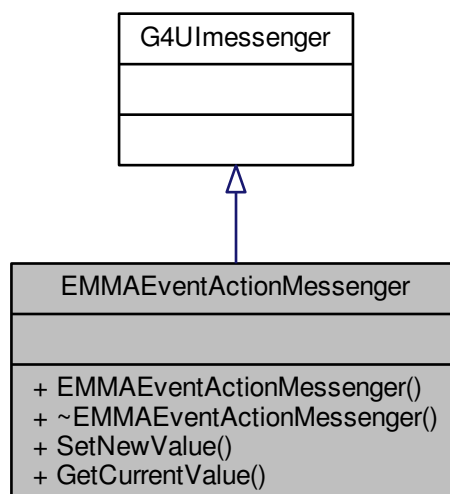 G4UImessenger
EMMAEventActionMessenger
+ EMMAEventActionMessenger()
+ ~EMMAEventActionMessenger()
+ SetNewValue()
+ GetCurrentValue()